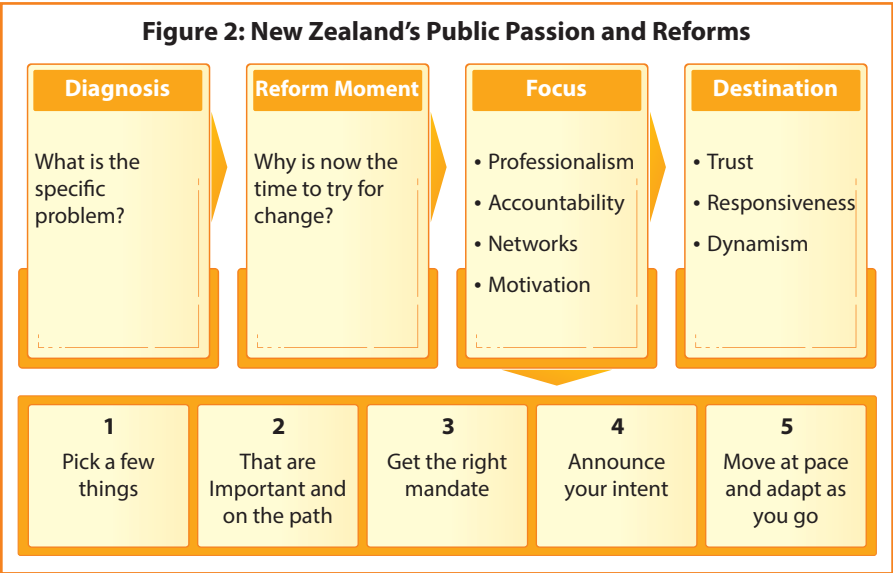 Figure 2: New Zealand's Public Passion and Reforms
Diagnosis
What is the
specific
problem?
Reform Moment
Why is now the
time to try for
change?
Focus
• Professionalism
• Accountability
• Networks
• Motivation
Destination
• Trust
• Responsiveness
• Dynamism
1
Pick a few
things
2
That are
Important and
on the path
3
Get the right
mandate
4
Announce
your intent
5
Move at pace
and adapt as
you go